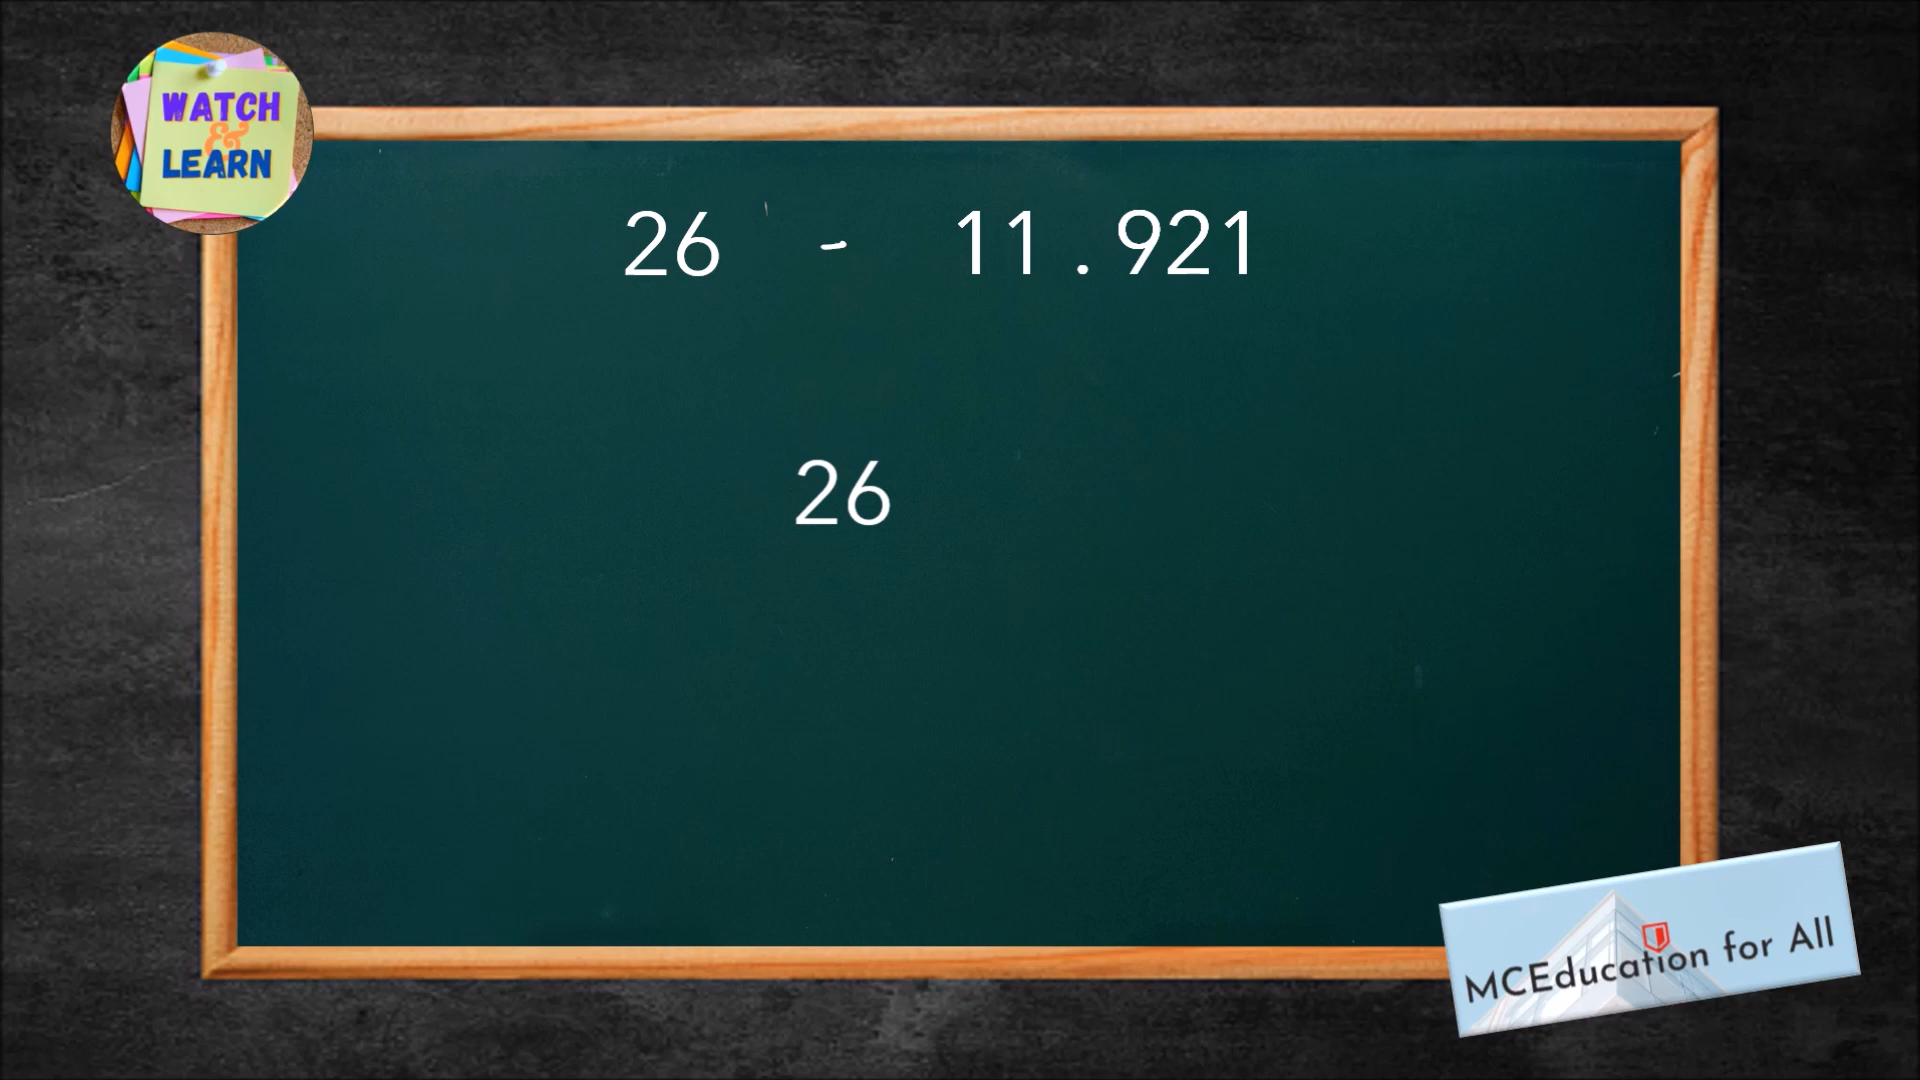 WATCH
&
LEARN
26 - 11.921
26
MCEducation for All